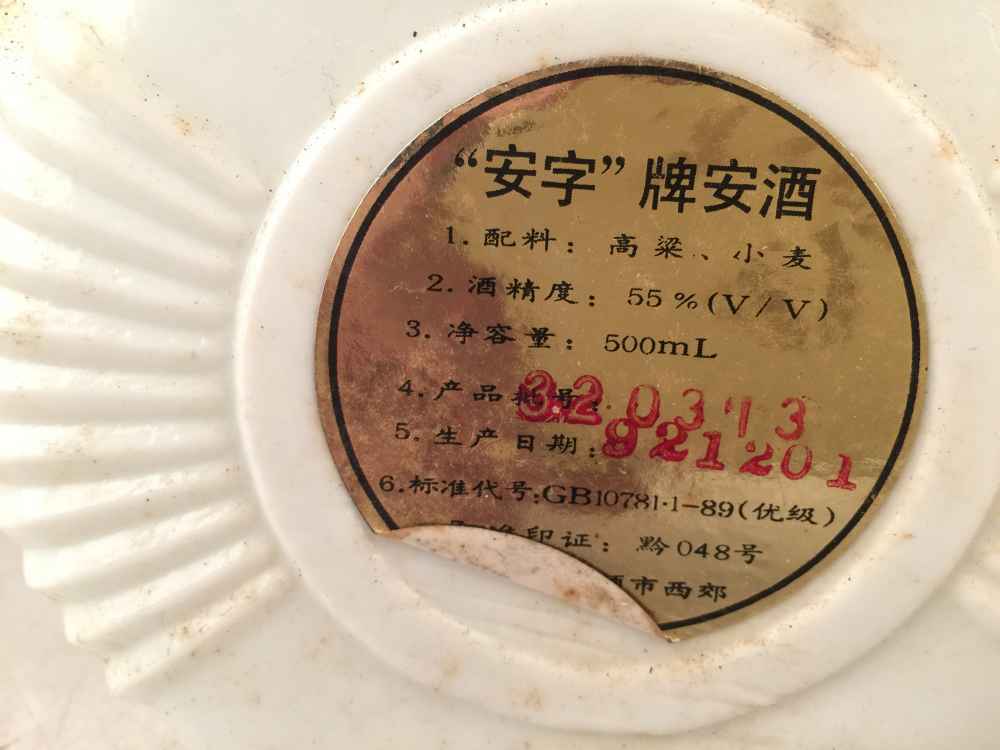 “安字”牌安酒
1.配料：高粱、小麦
2.酒精度：55%(V/V)
3.净容量：500mL
4.产品批号：320313
5.生产日期：921201
6.标准代号:GB10781·1-89(优级)
准印证：黔048号
市西郊